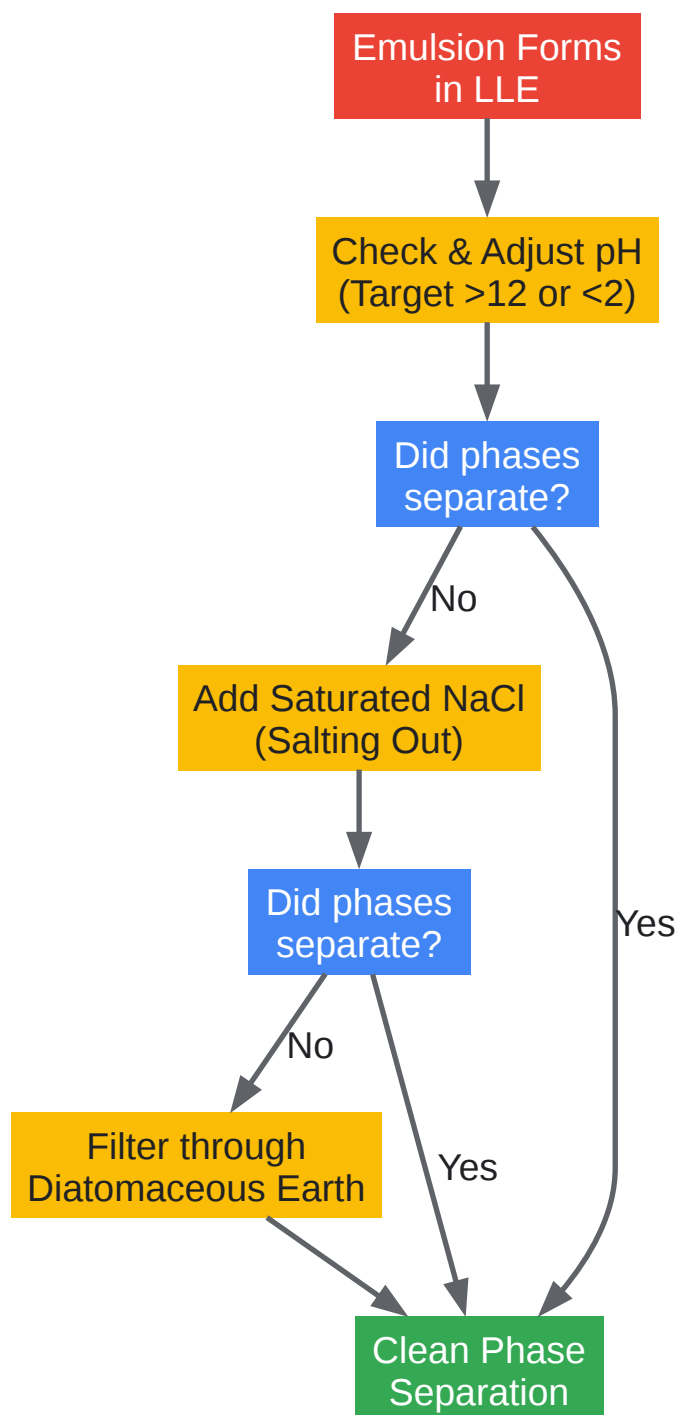 Emulsion Forms
in LLE
Check & Adjust pH
(Target >12 or <2)
Did phases
separate?
No
Add Saturated NaCl
(Salting Out)
Did phases
separate?
Yes
No
Filter through
Diatomaceous Earth
Yes
Clean Phase
Separation